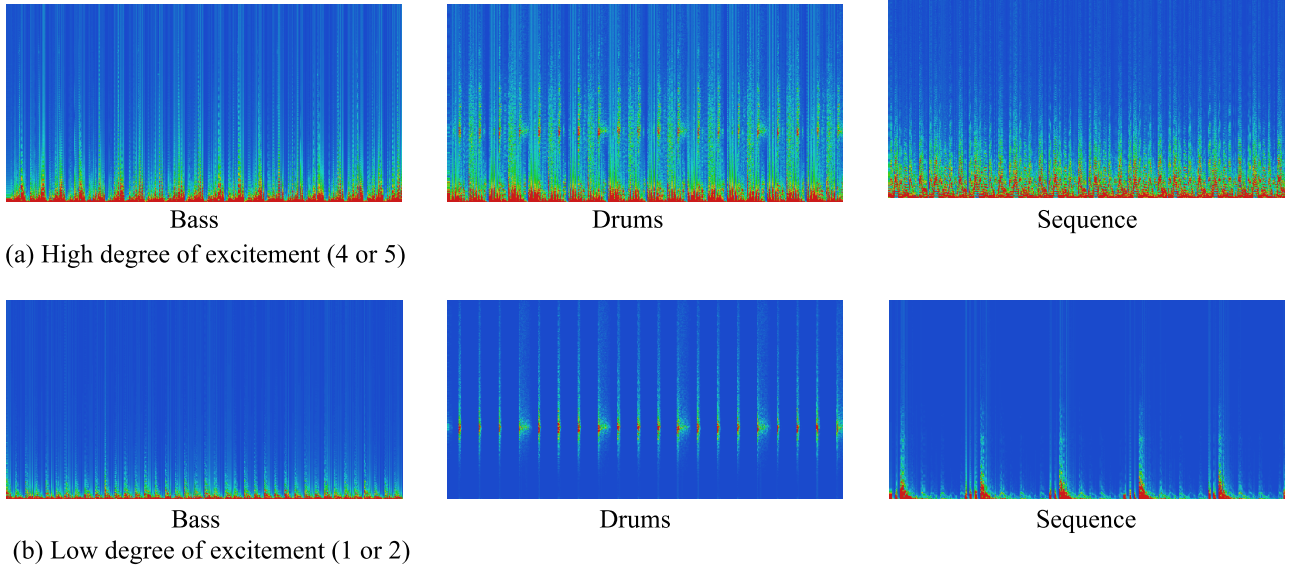 Bass
Drums
Sequence
(a) High degree of excitement (4 or 5)
Bass
Drums
Sequence
(b) Low degree of excitement (1 or 2)